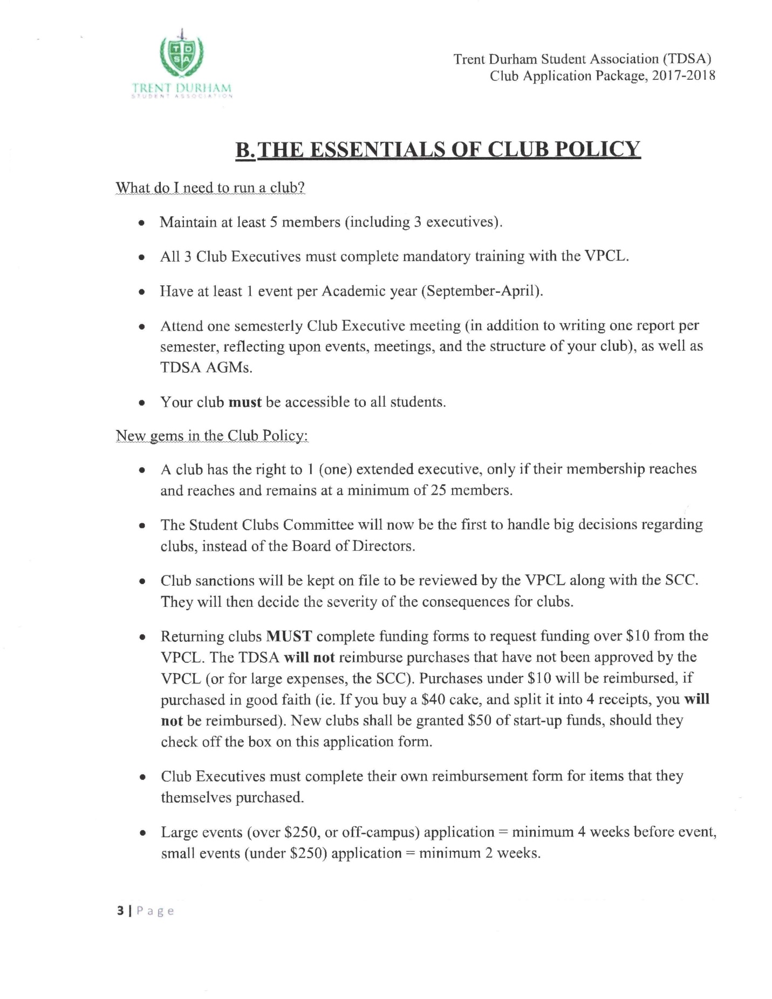 T D
S A
TRENT DURHAM
STUDENT ASSOCIATION
Trent Durham Student Association (TDSA)
Club Application Package, 2017-2018
B. THE ESSENTIALS OF CLUB POLICY
What do I need to run a club?
• Maintain at least 5 members (including 3 executives).
• All 3 Club Executives must complete mandatory training with the VPCL.
• Have at least 1 event per Academic year (September-April).
• Attend one semesterly Club Executive meeting (in addition to writing one report per
semester, reflecting upon events, meetings, and the structure of your club), as well as
TDSA AGMs.
• Your club must be accessible to all students.
New gems in the Club Policy:
• A club has the right to 1 (one) extended executive, only if their membership reaches
and reaches and remains at a minimum of 25 members.
• The Student Clubs Committee will now be the first to handle big decisions regarding
clubs, instead of the Board of Directors.
• Club sanctions will be kept on file to be reviewed by the VPCL along with the SCC.
They will then decide the severity of the consequences for clubs.
• Returning clubs MUST complete funding forms to request funding over $10 from the
VPCL. The TDSA will not reimburse purchases that have not been approved by the
VPCL (or for large expenses, the SCC). Purchases under $10 will be reimbursed, if
purchased in good faith (ie. If you buy a $40 cake, and split it into 4 receipts, you will
not be reimbursed). New clubs shall be granted $50 of start-up funds, should they
check off the box on this application form.
• Club Executives must complete their own reimbursement form for items that they
themselves purchased.
• Large events (over $250, or off-campus) application = minimum 4 weeks before event,
small events (under $250) application = minimum 2 weeks.
3 | Page